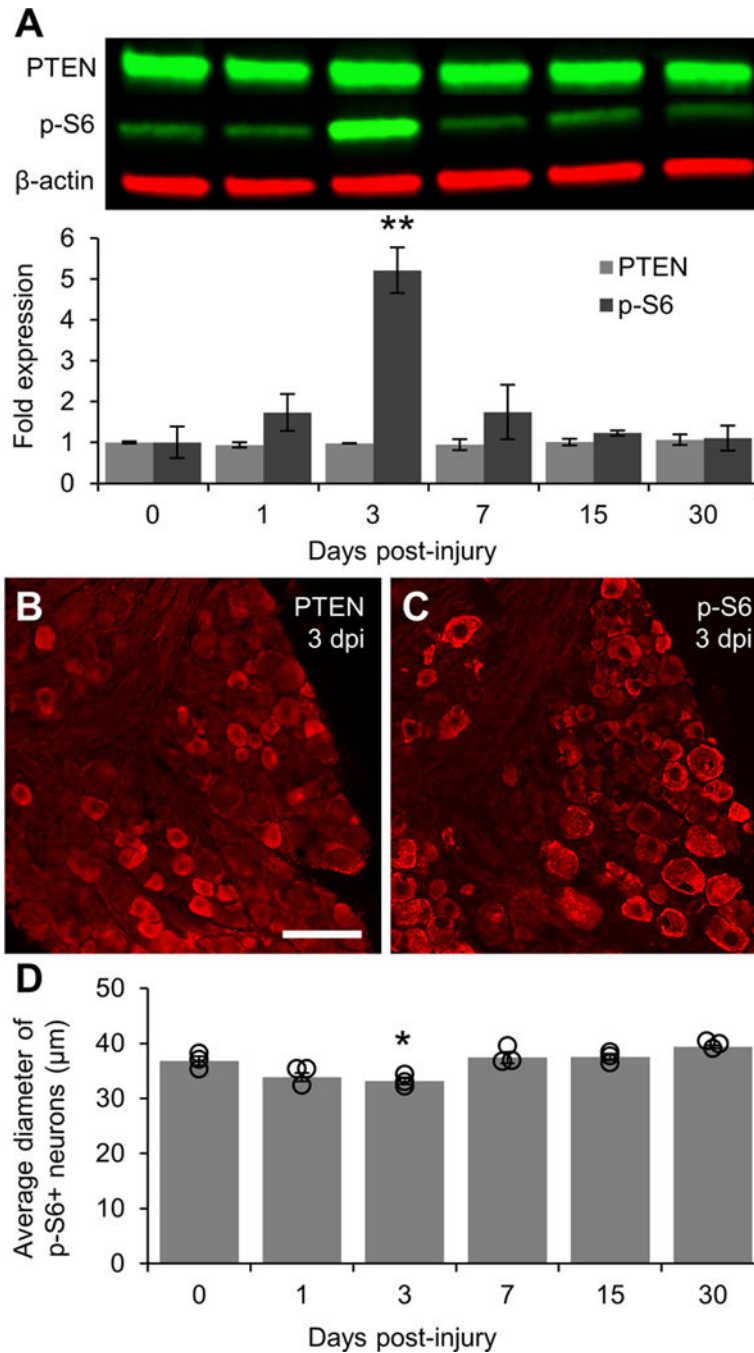 A
PTEN
p-S6
β-actin
**
6
5
4
3
2
1
0
Fold expression
PTEN
p-S6
0 1 3 7 15 30
Days post-injury
B
PTEN
3 dpi
C
p-S6
3 dpi
D
50
40
30
20
10
0
Average diameter of
p-S6+ neurons (µm)
*
0 1 3 7 15 30
Days post-injury